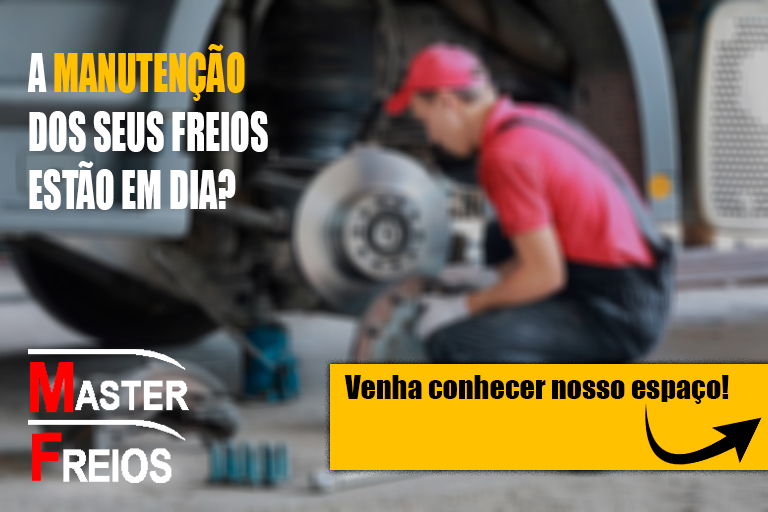 A MANUTENÇÃO
DOS SEUS FREIOS
ESTÃO EM DIA?
MASTER
FREIOS
Venha conhecer nosso espaço!